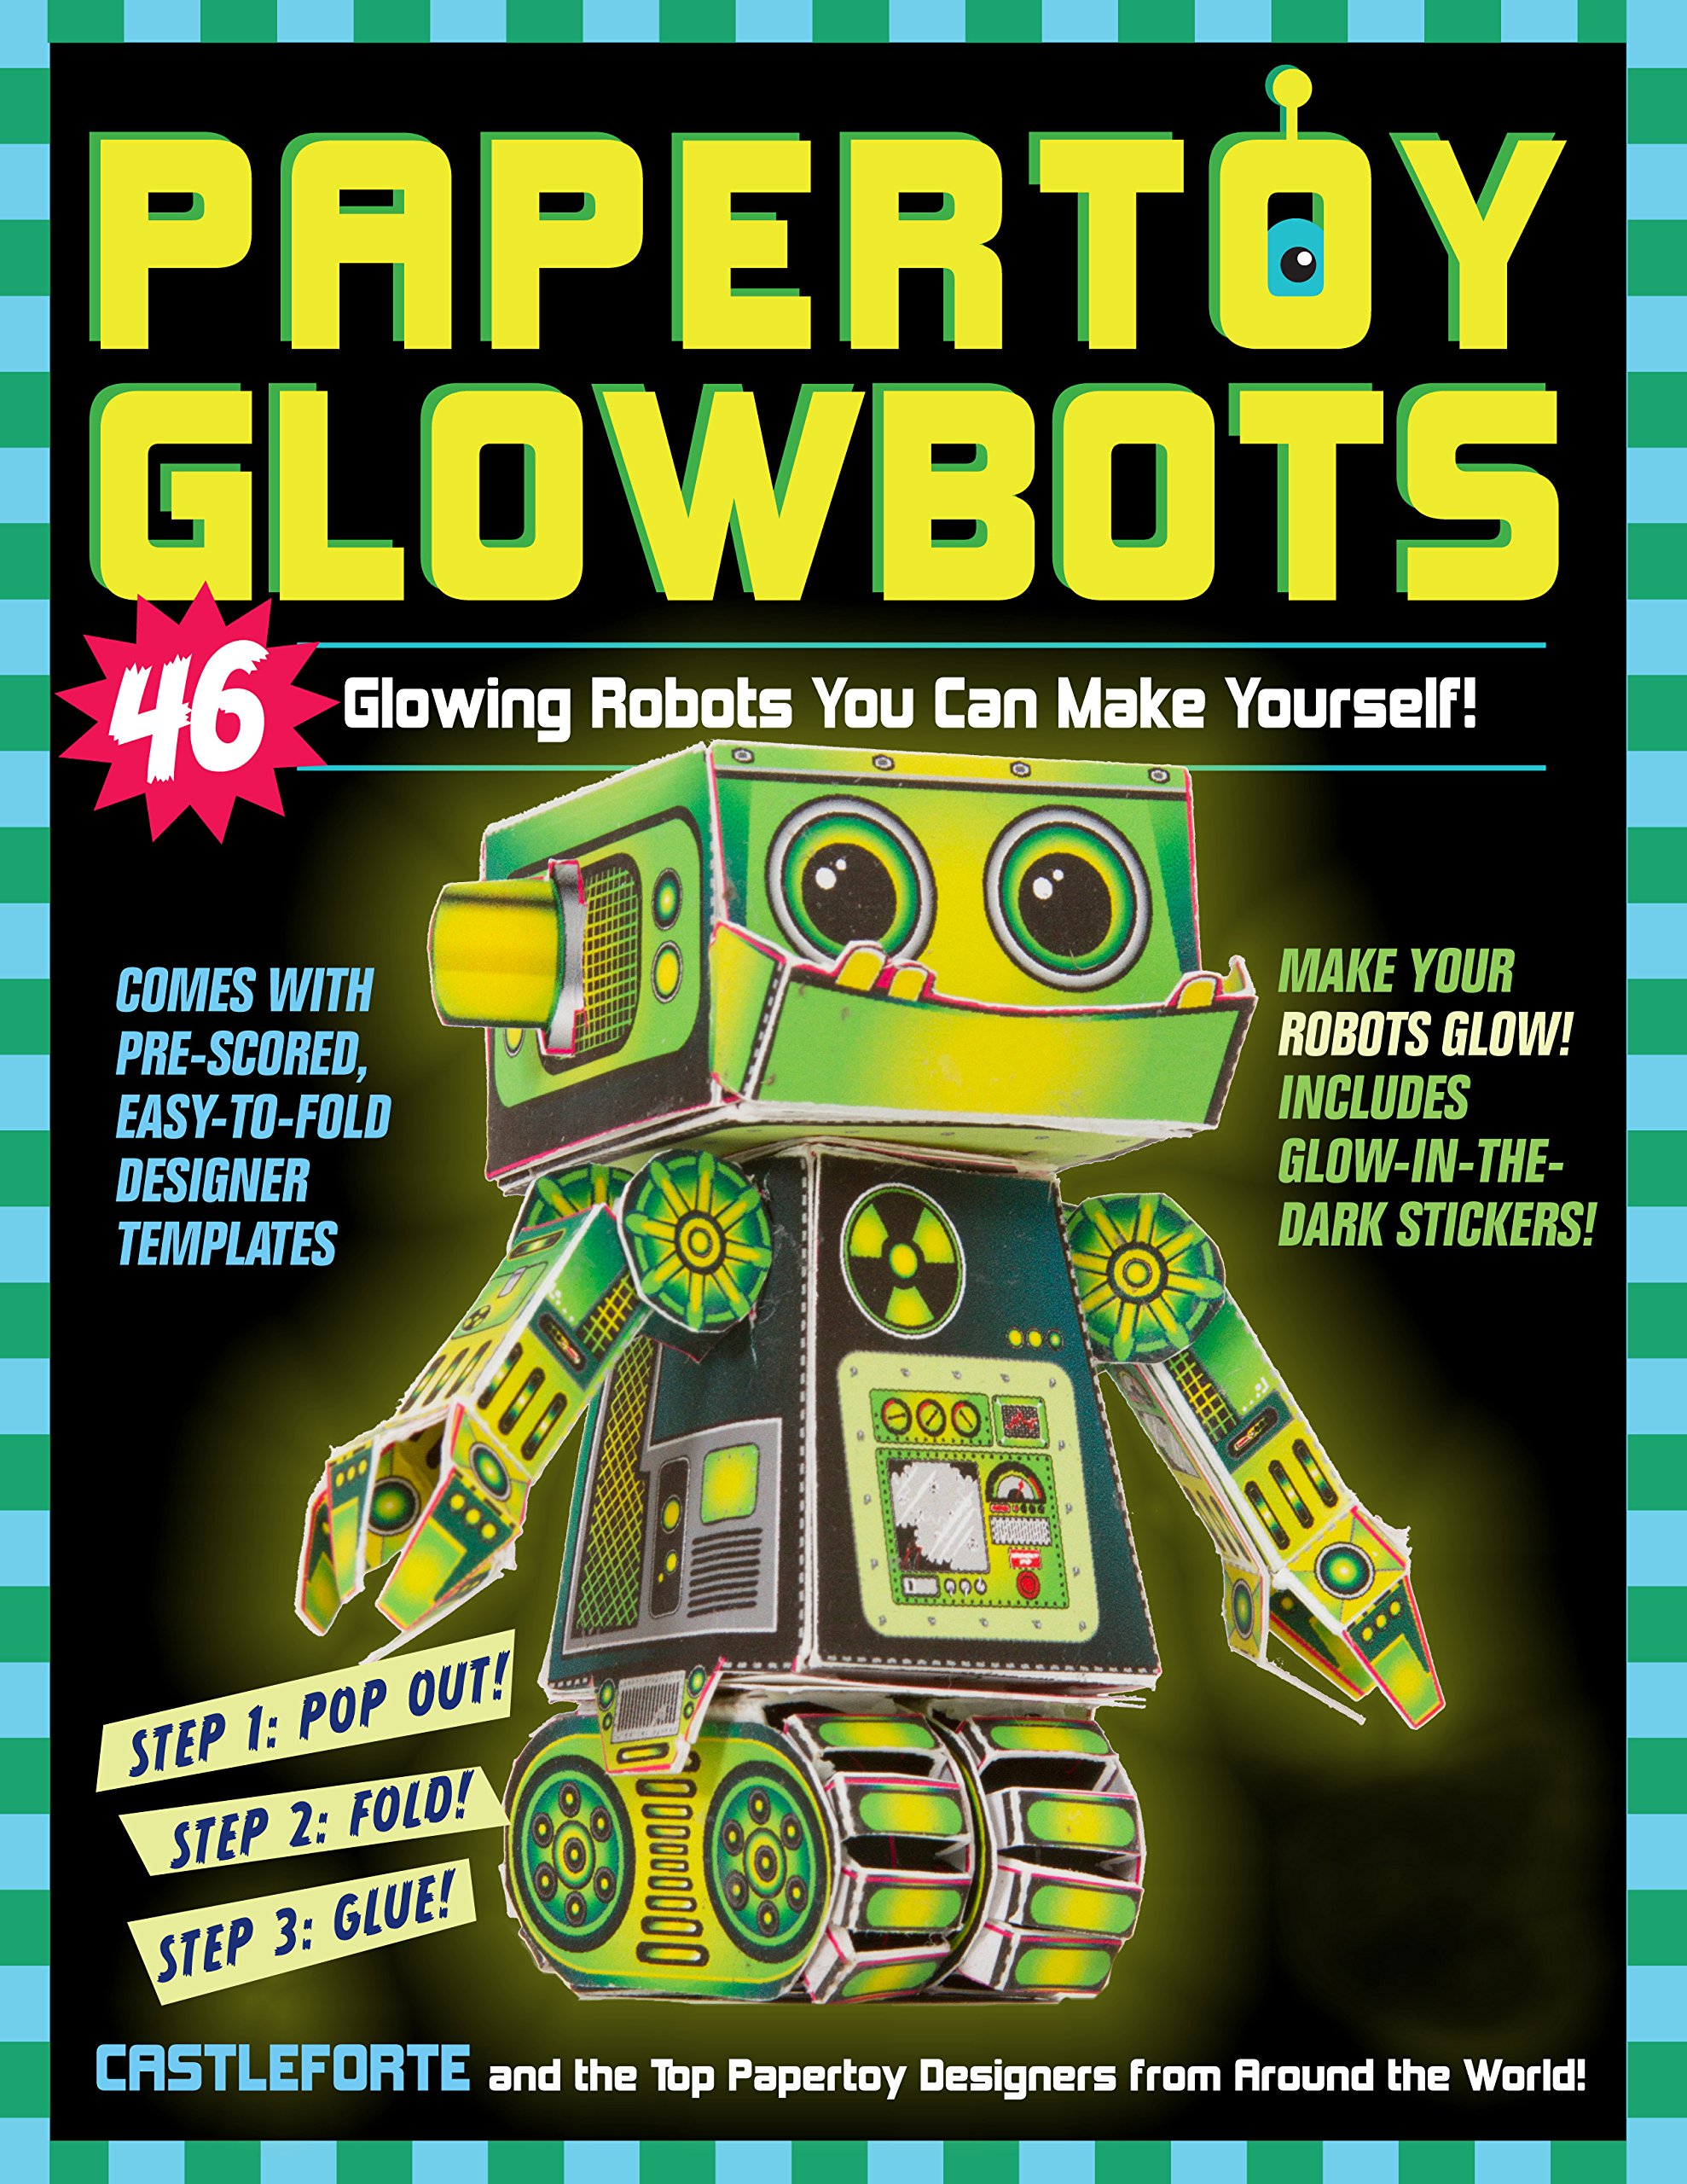 PAPERTOY
GLOWBOTS
46
Glowing Robots You Can Make Yourself!
COMES WITH
PRE-SCORED,
EASY-TO-FOLD
DESIGNER
TEMPLATES
MAKE YOUR
ROBOTS GLOW!
INCLUDES
GLOW-IN-THE-
DARK STICKERS!
STEP 1: POP OUT!
STEP 2: FOLD!
STEP 3: GLUE!
CASTLEFORTE and the Top Papertoy Designers from Around the World!